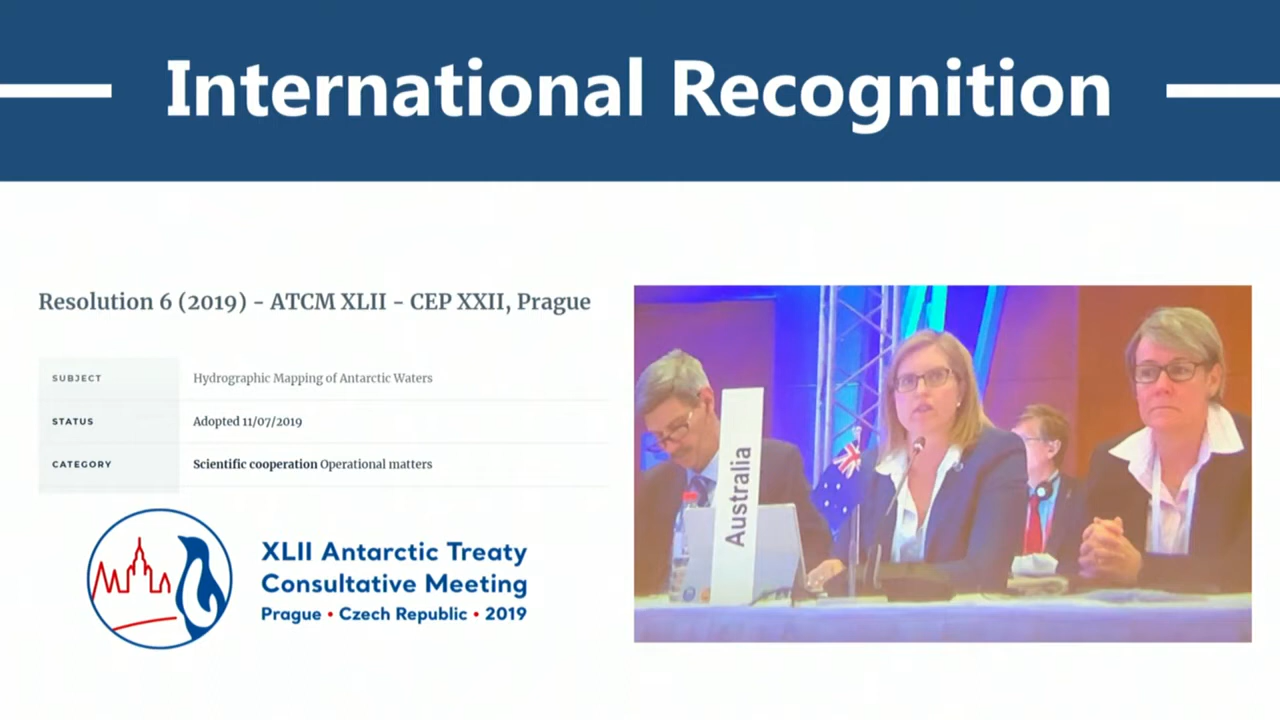 International Recognition
Resolution 6 (2019) - ATCM XLII - CEP XXII, Prague
SUBJECT Hydrographic Mapping of Antarctic Waters
STATUS Adopted 11/07/2019
CATEGORY Scientific cooperation Operational matters
XLII Antarctic Treaty
Consultative Meeting
Prague • Czech Republic • 2019
Australia